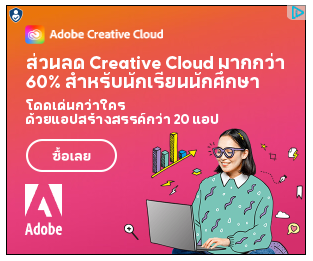 Adobe Creative Cloud
ส่วนลด Creative Cloud มากกว่า
60% สำหรับนักเรียนนักศึกษา
โดดเด่นกว่าใคร
ด้วยแอปสร้างสรรค์กว่า 20 แอป
ซื้อเลย
Adobe